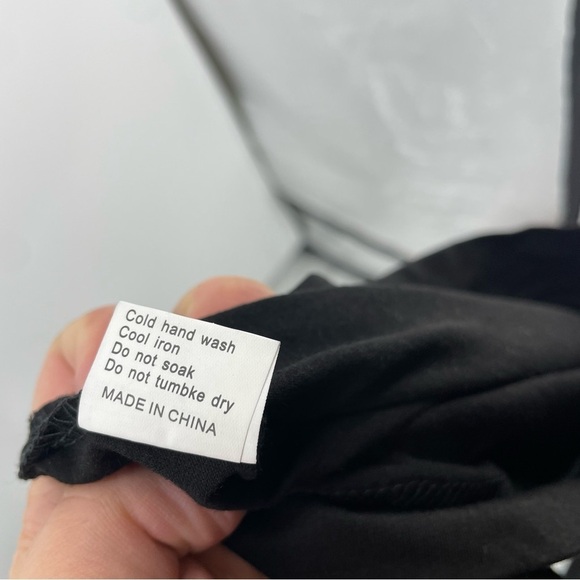 Cold hand wash
Cool iron
Do not soak
Do not tumbke dry
MADE IN CHINA